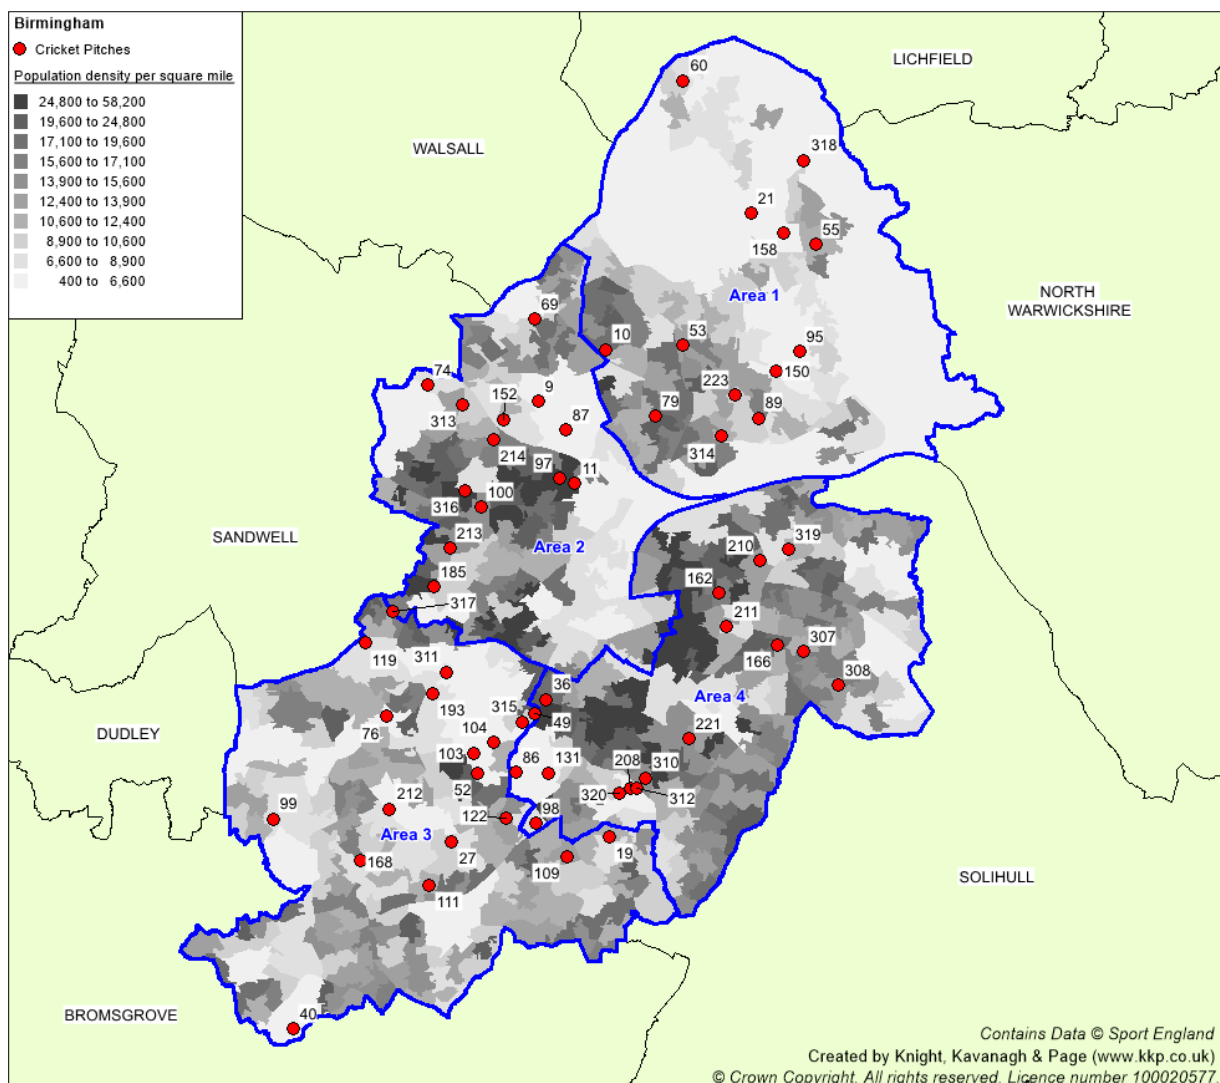 Birmingham
Cricket Pitches
Population density per square mile
24,800 to 58,200
19,600 to 24,800
17,100 to 19,600
15,600 to 17,100
13,900 to 15,600
12,400 to 13,900
10,600 to 12,400
8,900 to 10,600
6,600 to 8,900
400 to 6,600
LICHFIELD
60
WALSALL
318
21
158
55
Area 1
NORTH
WARWICKSHIRE
69
10
53
95
150
74
152
9
223
313
87
79
89
214
314
97
11
316
100
SANDWELL
213
Area 2
210
319
185
162
317
211
119
311
166
307
308
36
Area 4
193
315
49
221
DUDLEY
76
104
103
86
131
208
310
52
320
312
99
212
122
98
Area 3
27
19
168
109
SOLIHULL
111
BROMSGROVE
40
Contains Data © Sport England
Created by Knight, Kavanagh & Page (www.kkp.co.uk)
© Crown Copyright. All rights reserved. Licence number 100020577